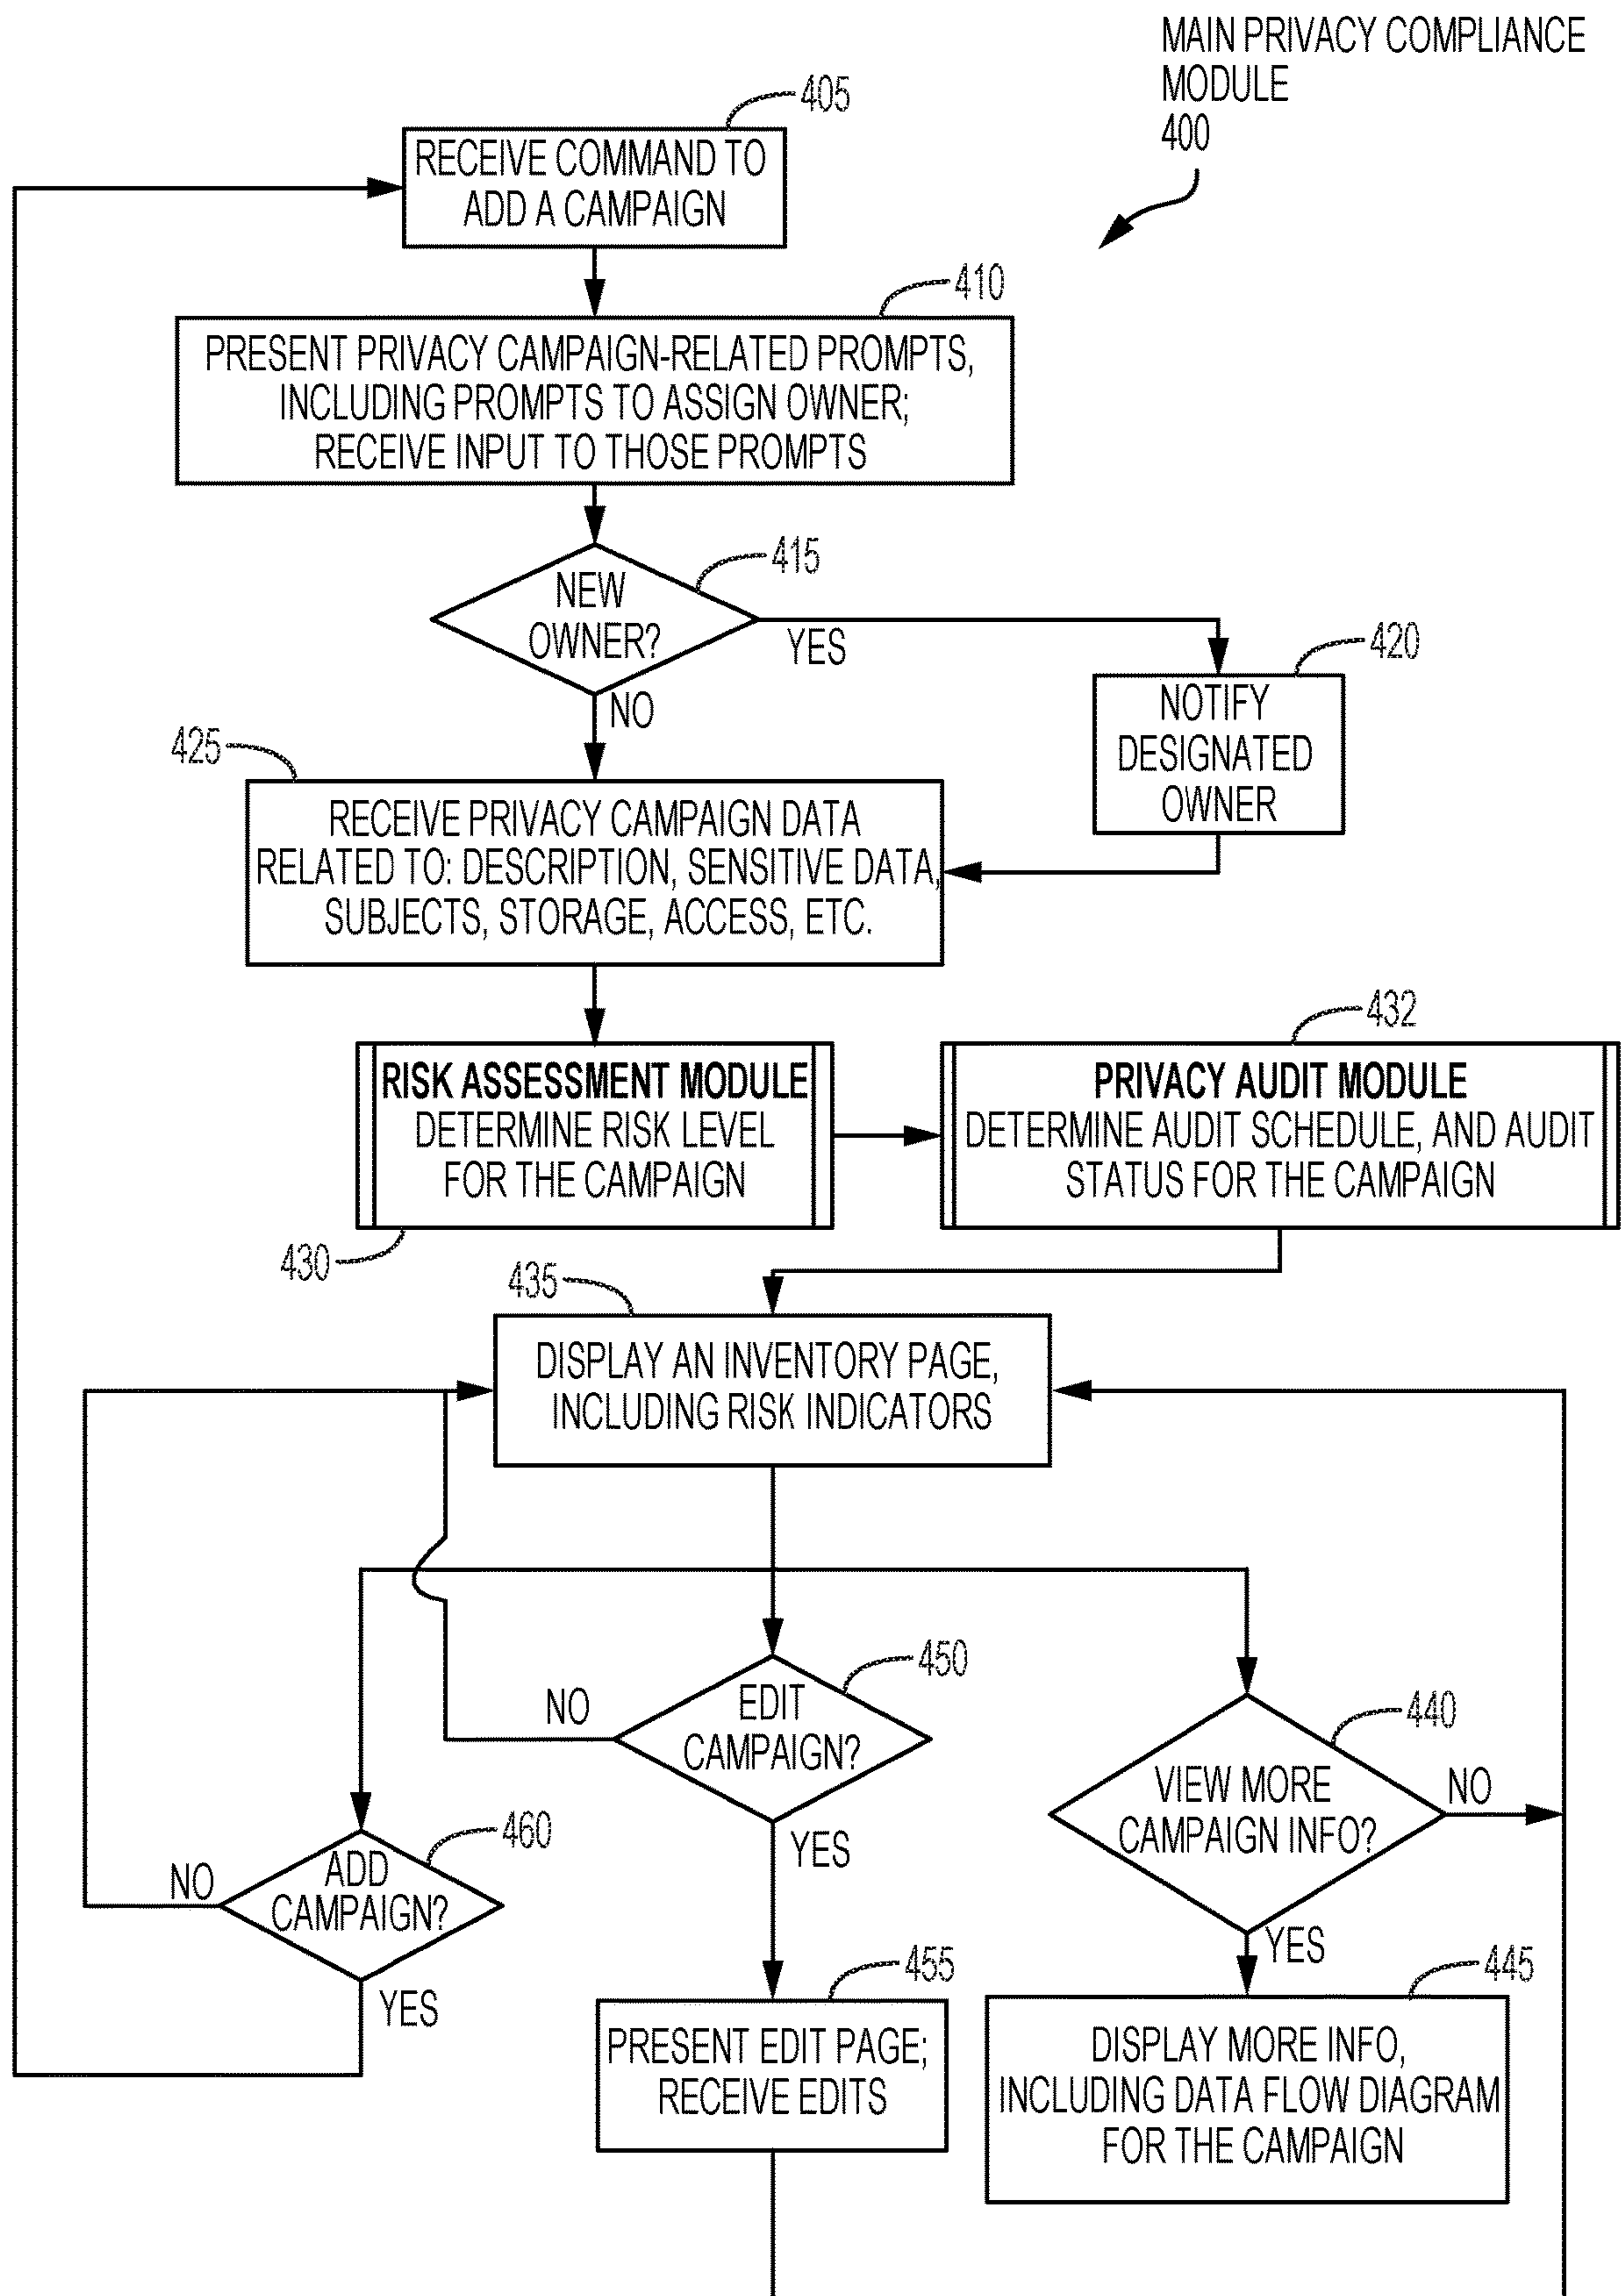 MAIN PRIVACY COMPLIANCE
MODULE
400
405
RECEIVE COMMAND TO
ADD A CAMPAIGN
410
PRESENT PRIVACY CAMPAIGN-RELATED PROMPTS,
INCLUDING PROMPTS TO ASSIGN OWNER;
RECEIVE INPUT TO THOSE PROMPTS
415
NEW
OWNER?
YES
NO
420
NOTIFY
DESIGNATED
OWNER
425
RECEIVE PRIVACY CAMPAIGN DATA
RELATED TO: DESCRIPTION, SENSITIVE DATA,
SUBJECTS, STORAGE, ACCESS, ETC.
RISK ASSESSMENT MODULE
DETERMINE RISK LEVEL
FOR THE CAMPAIGN
430
432
PRIVACY AUDIT MODULE
DETERMINE AUDIT SCHEDULE, AND AUDIT
STATUS FOR THE CAMPAIGN
435
DISPLAY AN INVENTORY PAGE,
INCLUDING RISK INDICATORS
450
EDIT
CAMPAIGN?
NO
YES
440
VIEW MORE
CAMPAIGN INFO?
NO
YES
460
ADD
CAMPAIGN?
NO
YES
455
PRESENT EDIT PAGE;
RECEIVE EDITS
445
DISPLAY MORE INFO,
INCLUDING DATA FLOW DIAGRAM
FOR THE CAMPAIGN